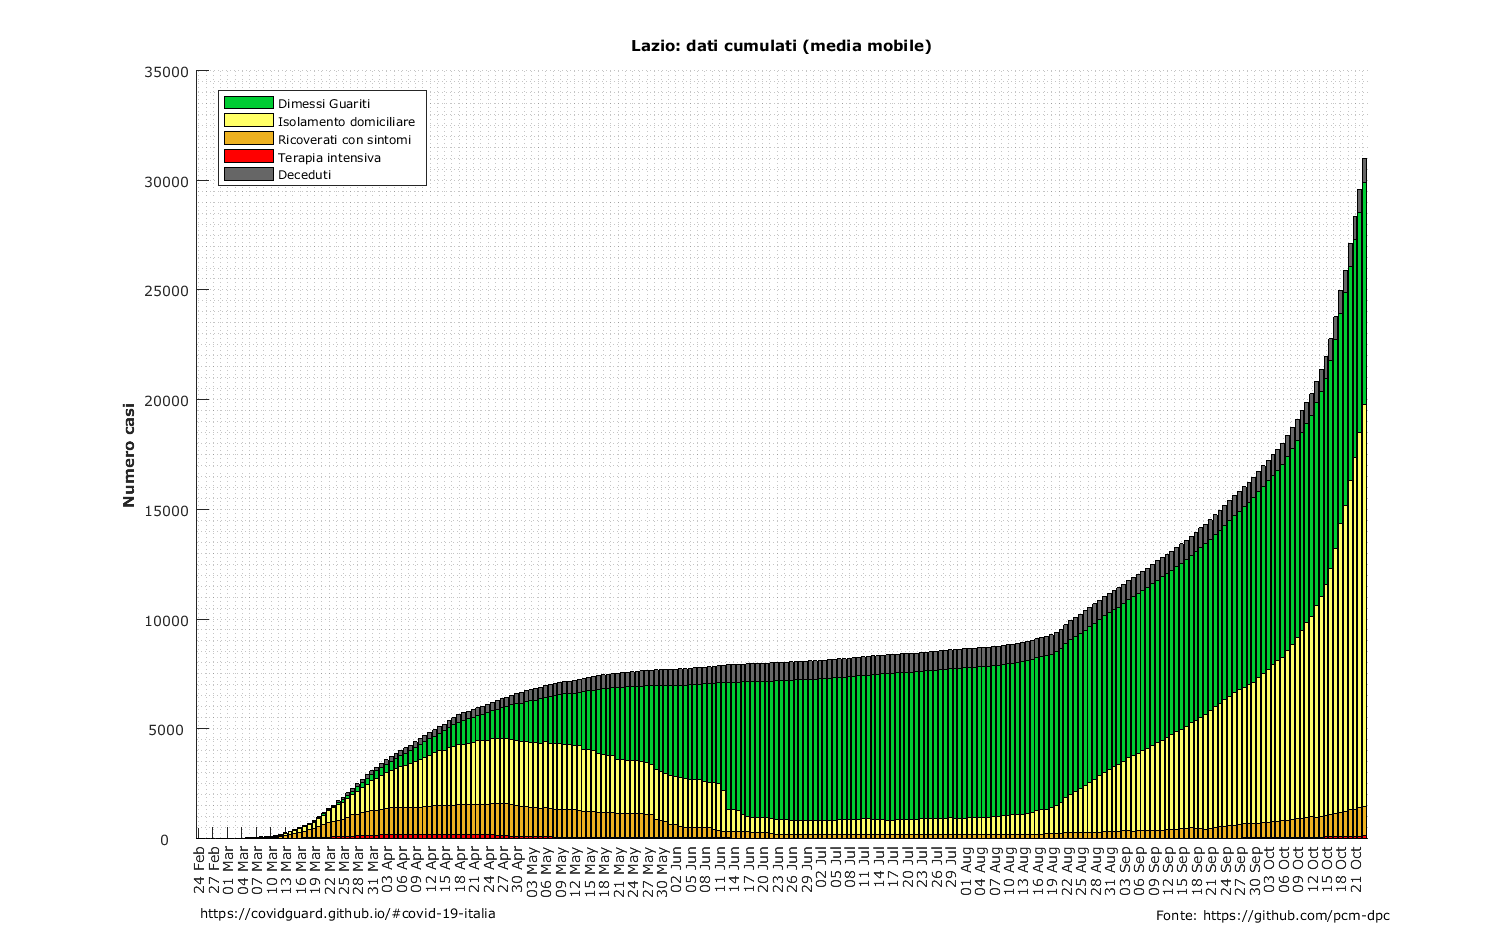 Lazio: dati cumulati (media mobile)
35000
30000
25000
20000
15000
10000
5000
0
Numero casi
Dimessi Guariti
Isolamento domiciliare
Ricoverati con sintomi
Terapia intensiva
Deceduti
24 Feb
27 Feb
01 Mar
04 Mar
07 Mar
10 Mar
13 Mar
16 Mar
19 Mar
22 Mar
25 Mar
28 Mar
31 Mar
03 Apr
06 Apr
09 Apr
12 Apr
15 Apr
18 Apr
21 Apr
24 Apr
27 Apr
30 Apr
03 May
06 May
09 May
12 May
15 May
18 May
21 May
24 May
27 May
30 May
02 Jun
05 Jun
08 Jun
11 Jun
14 Jun
17 Jun
20 Jun
23 Jun
26 Jun
29 Jun
02 Jul
05 Jul
08 Jul
11 Jul
14 Jul
17 Jul
20 Jul
23 Jul
26 Jul
29 Jul
01 Aug
04 Aug
07 Aug
10 Aug
13 Aug
16 Aug
19 Aug
22 Aug
25 Aug
28 Aug
31 Aug
03 Sep
06 Sep
09 Sep
12 Sep
15 Sep
18 Sep
21 Sep
24 Sep
27 Sep
30 Sep
03 Oct
06 Oct
09 Oct
12 Oct
15 Oct
18 Oct
21 Oct
https://covidguard.github.io/#covid-19-italia
Fonte: https://github.com/pcm-dpc